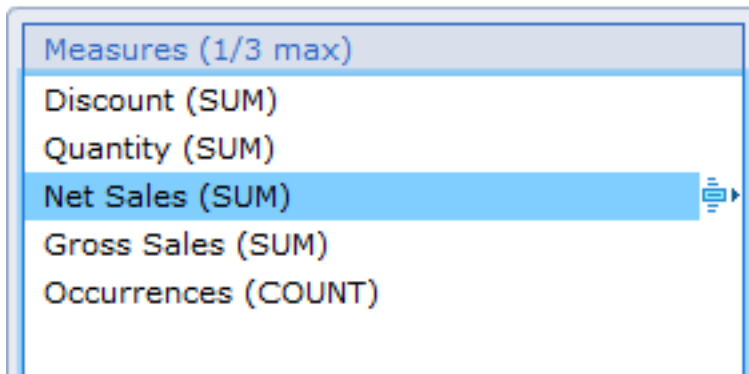 Measures (1/3 max)
Discount (SUM)
Quantity (SUM)
Net Sales (SUM)
Gross Sales (SUM)
Occurrences (COUNT)